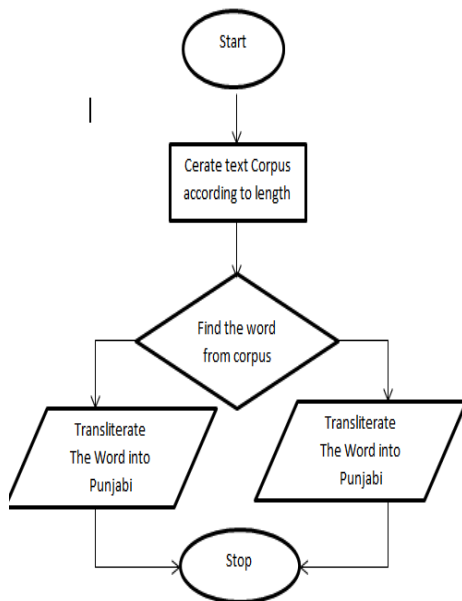 Start
Cerate text Corpus
according to length
Find the word
from corpus
Transliterate
The Word into
Punjabi
Transliterate
The Word into
Punjabi
Stop